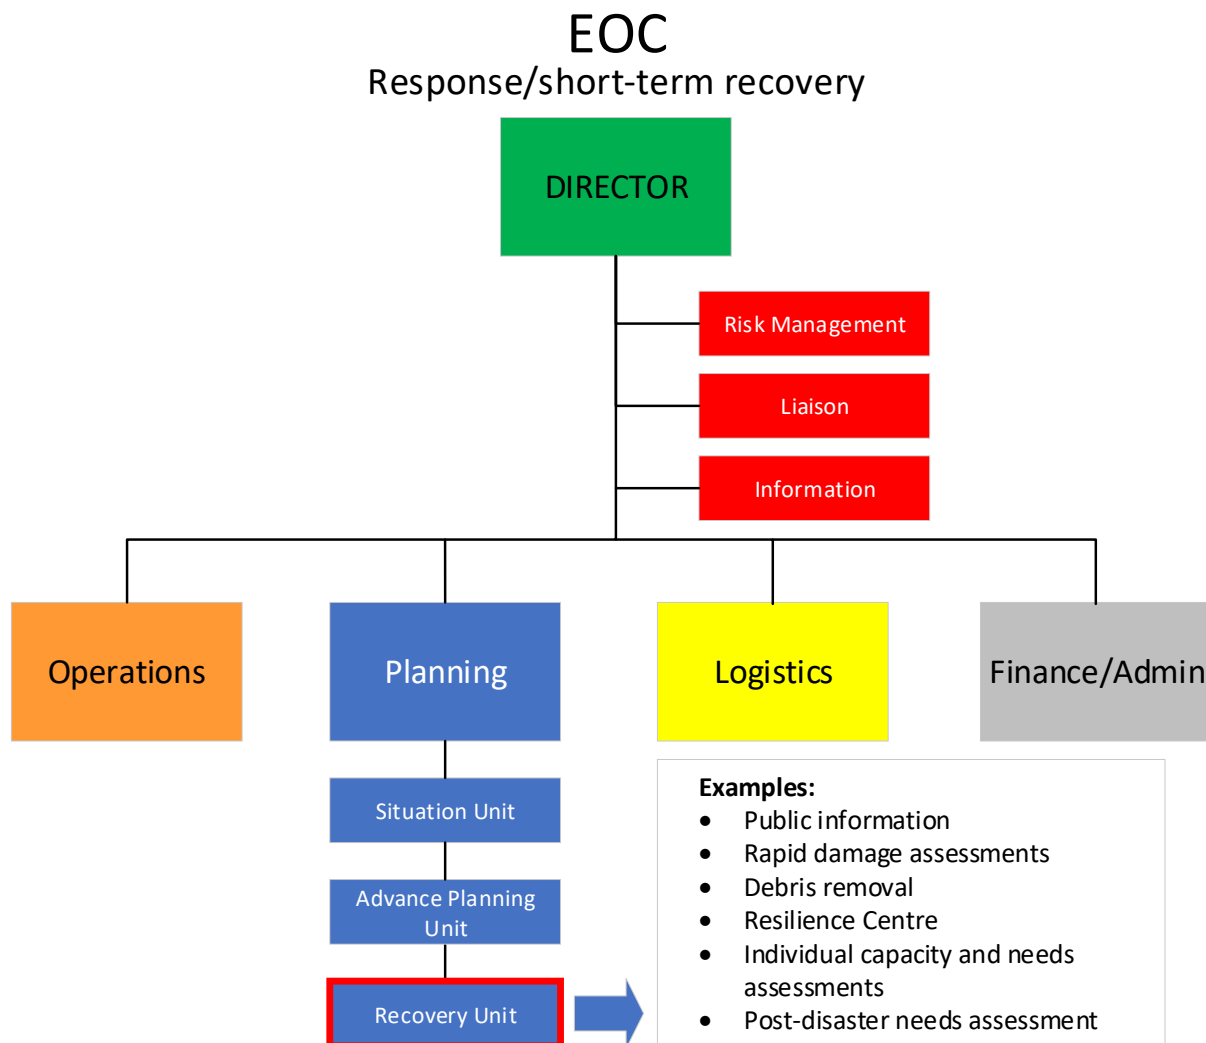 EOC
Response/short-term recovery
DIRECTOR
Risk Management
Liaison
Information
Operations
Planning
Logistics
Finance/Admin
Situation Unit
Advance Planning
Unit
Recovery Unit
Examples:
• Public information
• Rapid damage assessments
• Debris removal
• Resilience Centre
• Individual capacity and needs
assessments
• Post-disaster needs assessment